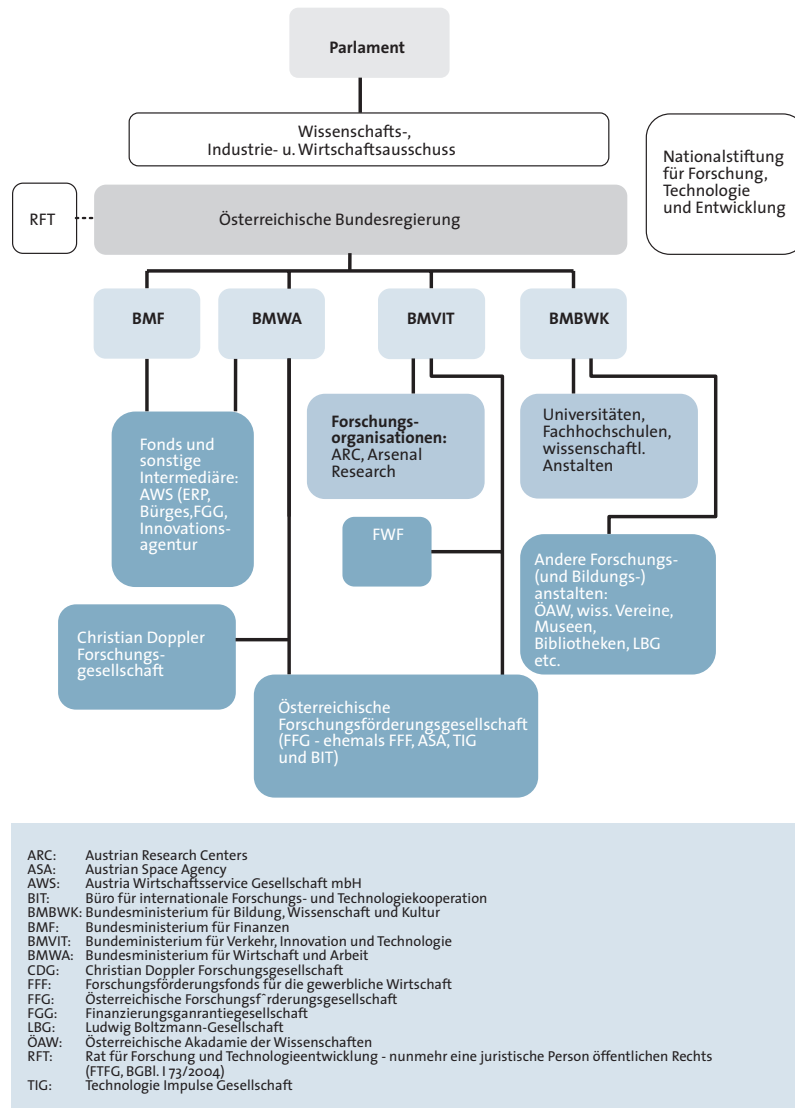 Parlament
Wissenschafts-,
Industrie- u. Wirtschaftsausschuss
Nationalstiftung
für Forschung,
Technologie
und Entwicklung
RFT
Österreichische Bundesregierung
BMF
BMWA
BMVIT
BMBWK
Fonds und
sonstige
Intermediäre:
AWS (ERP,
Bürges,FGG,
Innovations-
agentur
Forschungs-
organisationen:
ARC, Arsenal
Research
Universitäten,
Fachhochschulen,
wissenschaftl.
Anstalten
FWF
Andere Forschungs-
(und Bildungs-)
anstalten:
ÖAW, wiss. Vereine,
Museen,
Bibliotheken, LBG
etc.
Christian Doppler
Forschungs-
gesellschaft
Österreichische
Forschungsförderungsgesellschaft
(FFG - ehemals FFF, ASA, TIG
und BIT)
ARC: Austrian Research Centers
ASA: Austrian Space Agency
AWS: Austria Wirtschaftsservice Gesellschaft mbH
BIT: Büro für internationale Forschungs- und Technologiekooperation
BMBWK: Bundesministerium für Bildung, Wissenschaft und Kultur
BMF: Bundesministerium für Finanzen
BMVIT: Bundeministerium für Verkehr, Innovation und Technologie
BMWA: Bundesministerium für Wirtschaft und Arbeit
CDG: Christian Doppler Forschungsgesellschaft
FFF: Forschungsförderungsfonds für die gewerbliche Wirtschaft
FFG: Österreichische Forschungsfˆrderungsgesellschaft
FGG: Finanzierungsganrantiegesellschaft
LBG: Ludwig Boltzmann-Gesellschaft
ÖAW: Österreichische Akadamie der Wissenschaften
RFT: Rat für Forschung und Technologieentwicklung - nunmehr eine juristische Person öffentlichen Rechts
(FTFG, BGBl. I 73/2004)
TIG: Technologie Impulse Gesellschaft